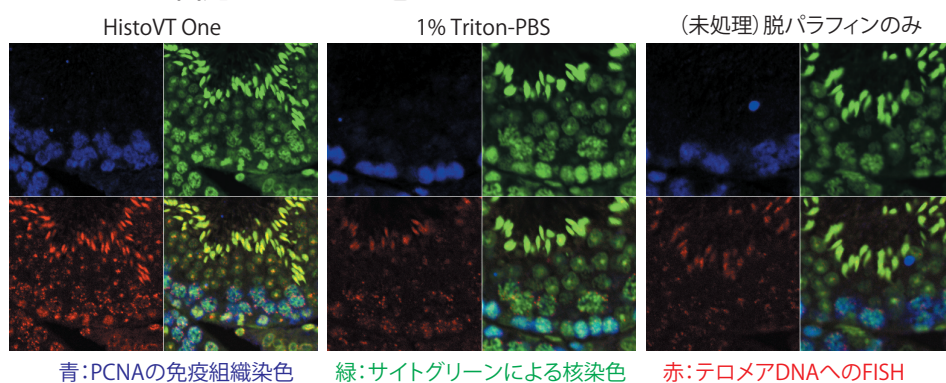 HistoVT One
1% Triton-PBS
（未処理）脱パラフィンのみ
青：PCNAの免疫組織染色
緑：サイトグリーンによる核染色
赤：テロメアDNAへのFISH